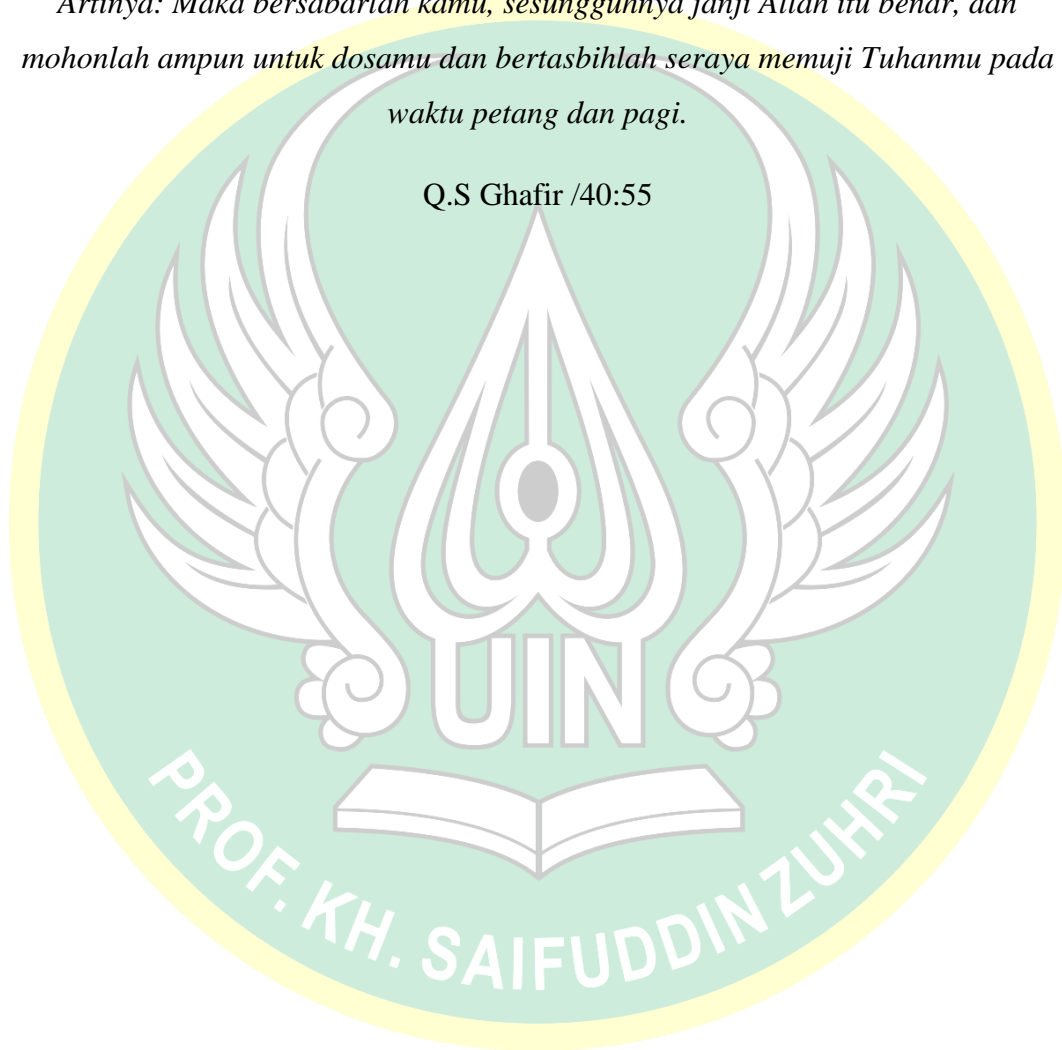 Artinya: Maka bersabarlah kamu, sesungguhnya janji Allah itu benar, dan
mohonlah ampun untuk dosamu dan bertasbihlah seraya memuji Tuhanmu pada
waktu petang dan pagi.
Q.S Ghafir /40:55
UIN
PROF. KH. SAIFUDDIN ZUHRI